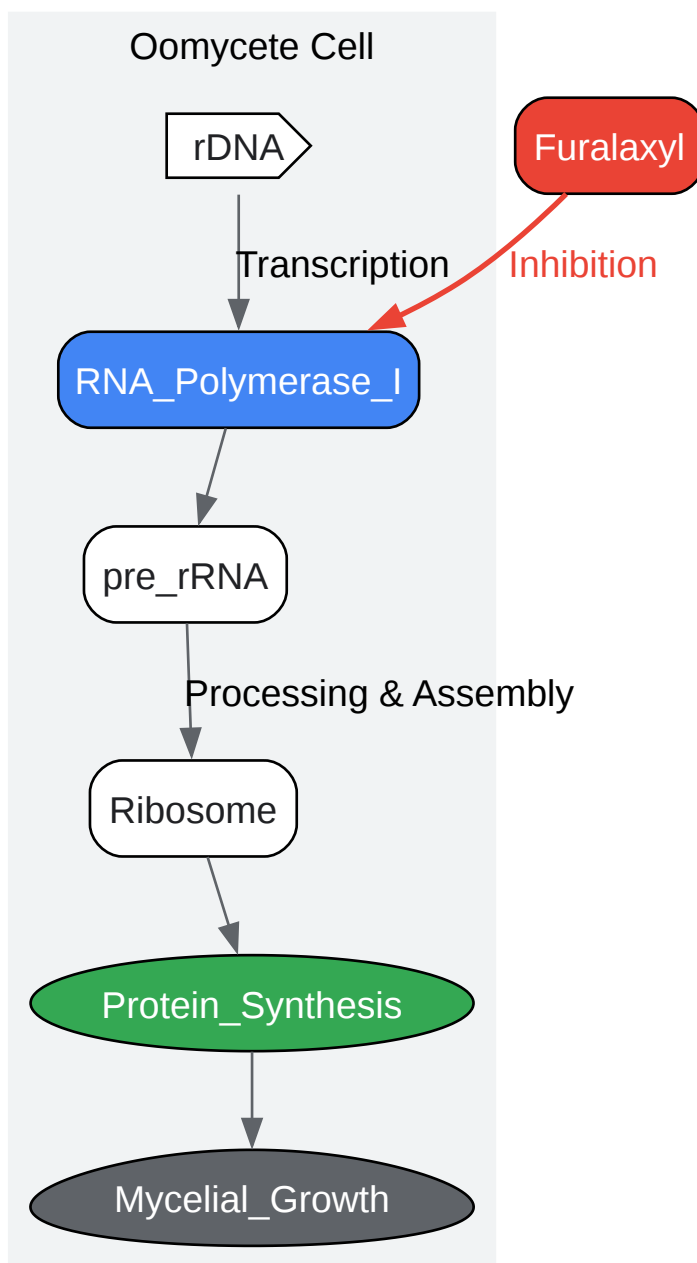 Oomycete Cell
rDNA
Furalaxyl
Transcription
Inhibition
RNA_Polymerase_I
pre_rRNA
Processing & Assembly
Ribosome
Protein_Synthesis
Mycelial_Growth